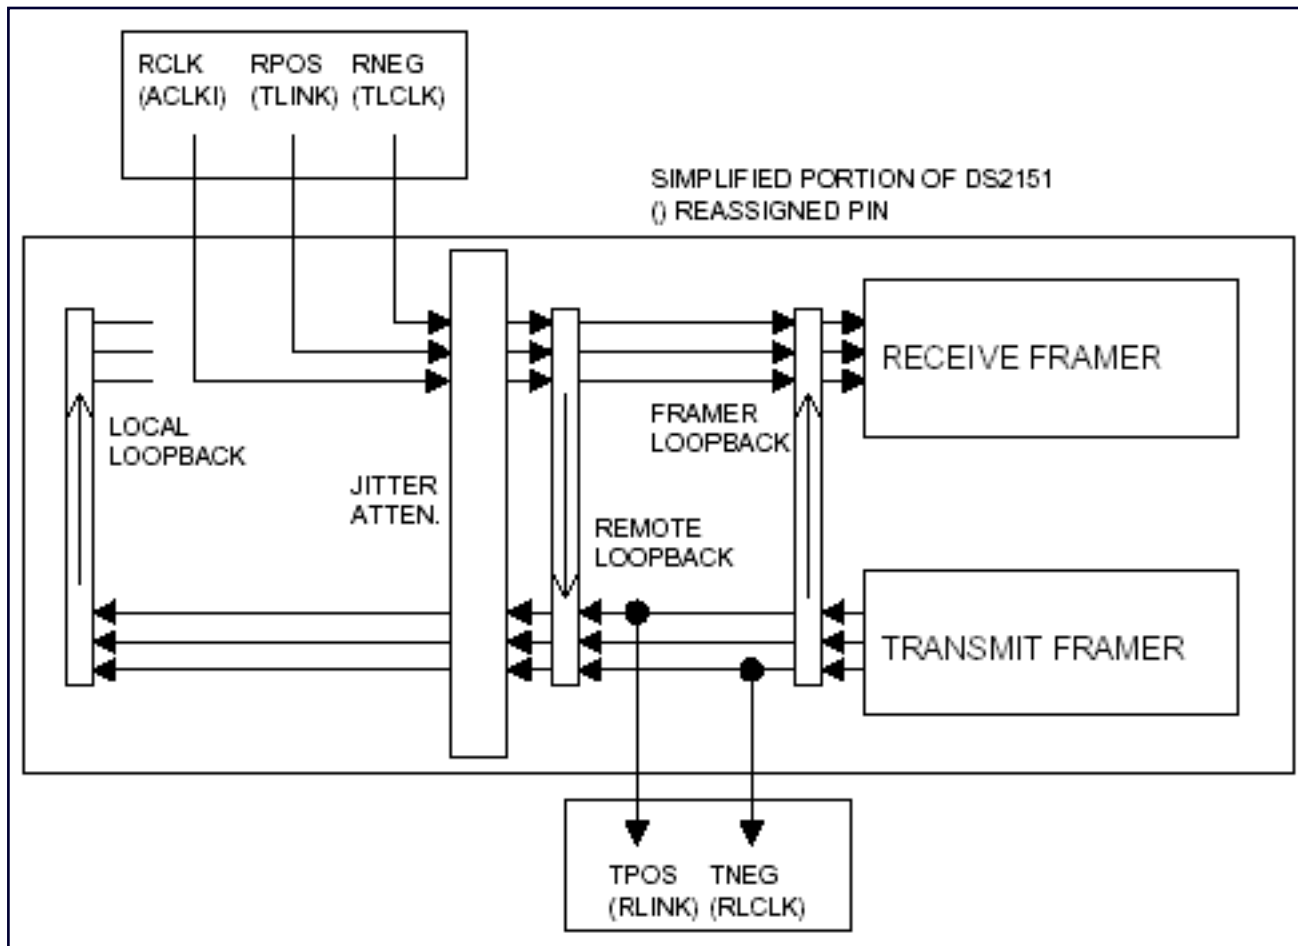 RCLK RPOS RNEG
(ACLKI) (TLINK) (TLCLK)
SIMPLIFIED PORTION OF DS2151
() REASSIGNED PIN
RECEIVE FRAMER
LOCAL
LOOPBACK
FRAMER
LOOPBACK
JITTER
ATTEN.
REMOTE
LOOPBACK
TRANSMIT FRAMER
TPOS TNEG
(RLINK) (RLCLK)